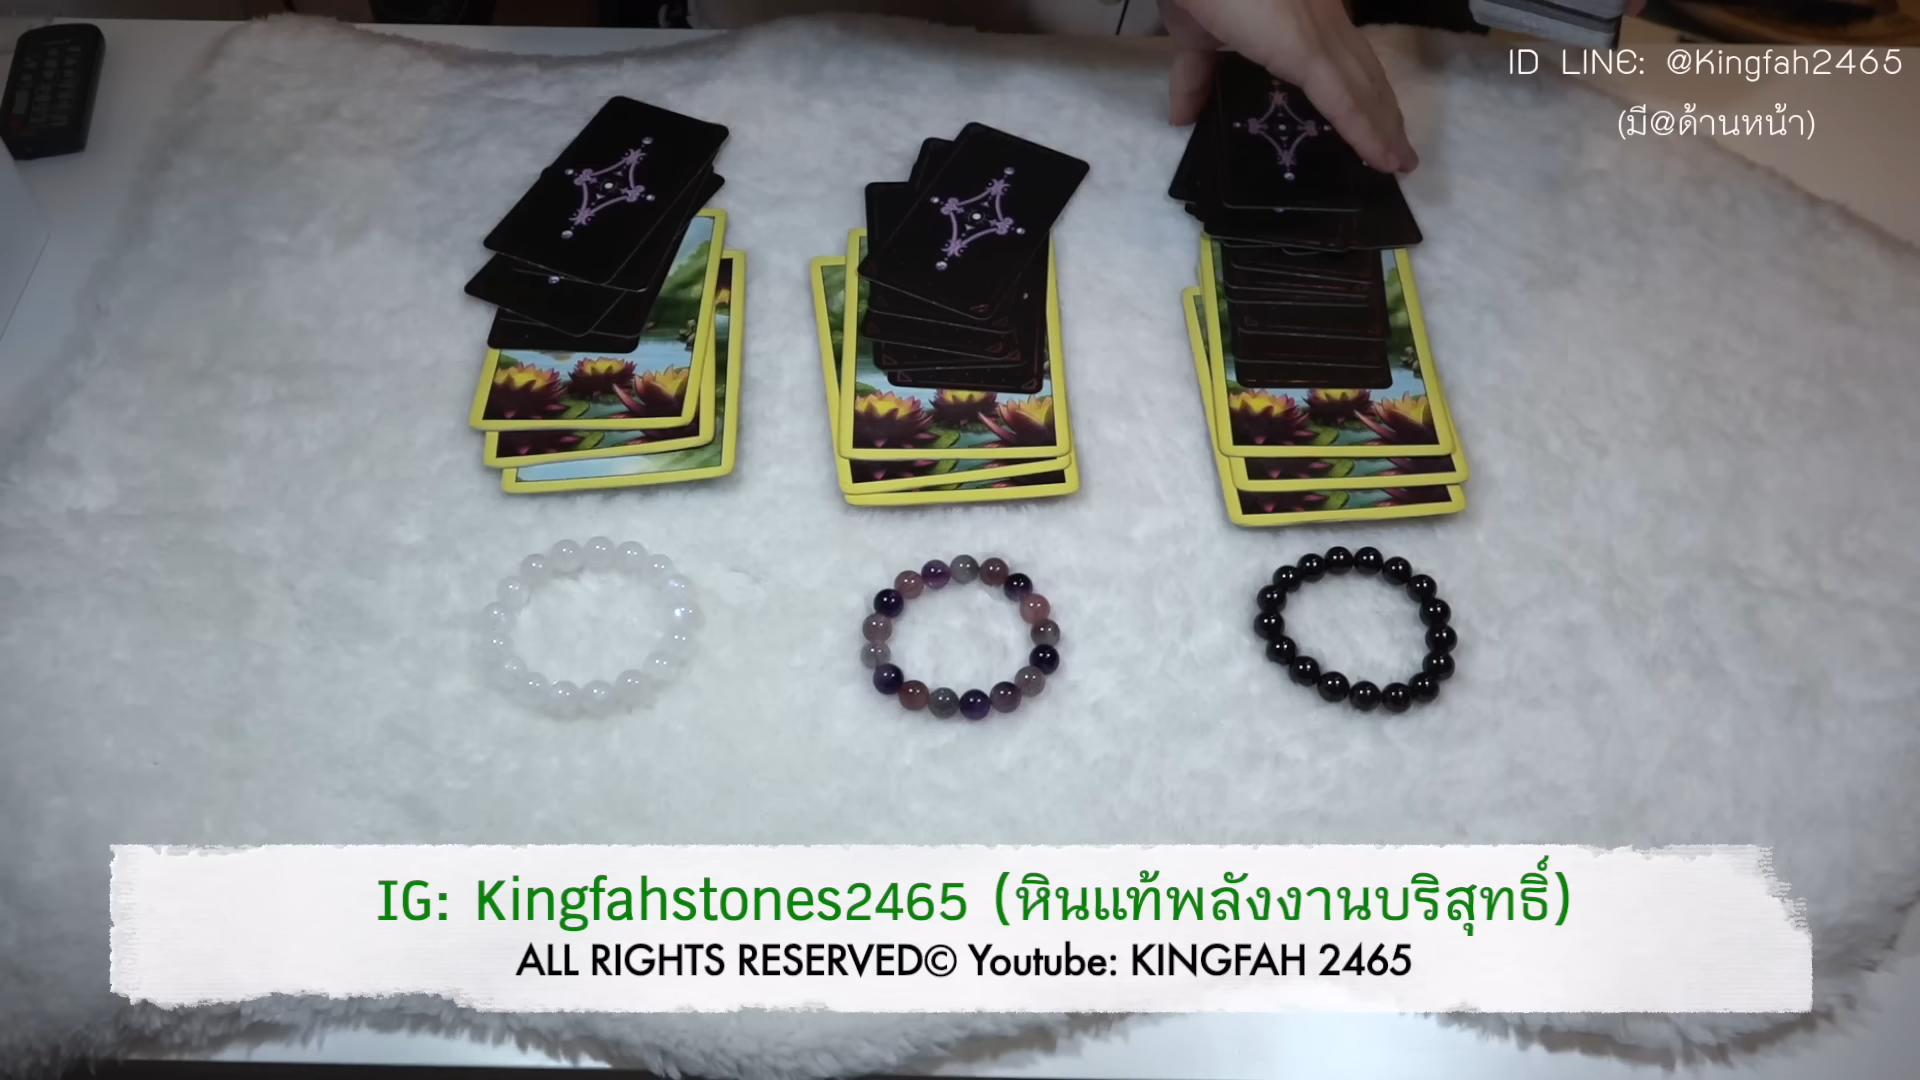 ID LINE: @Kingfah2465
(มี@ด้านหน้า)
IG: Kingfahstones2465 (หินแท้พลังงานบริสุทธิ์)
ALL RIGHTS RESERVED© Youtube: KINGFAH 2465